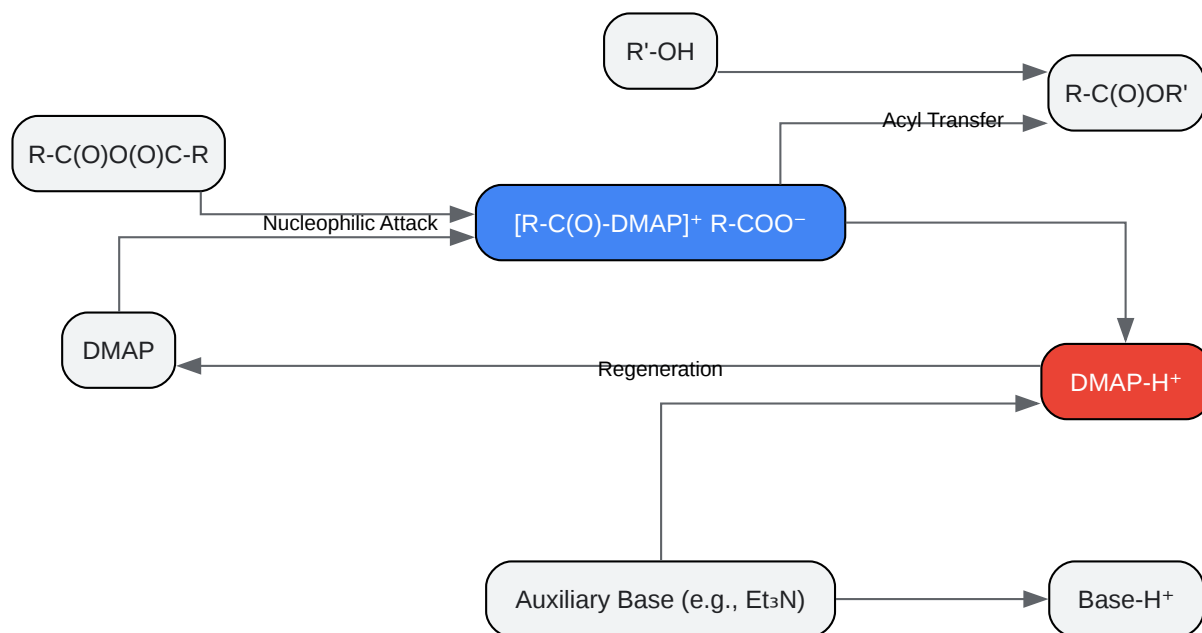 R'-OH
R-C(O)OR'
Acyl Transfer
R-C(O)O(O)C-R
Nucleophilic Attack
[R-C(O)-DMAP]⁺ R-COO⁻
DMAP
Regeneration
DMAP-H⁺
Auxiliary Base (e.g., Et₃N)
Base-H⁺